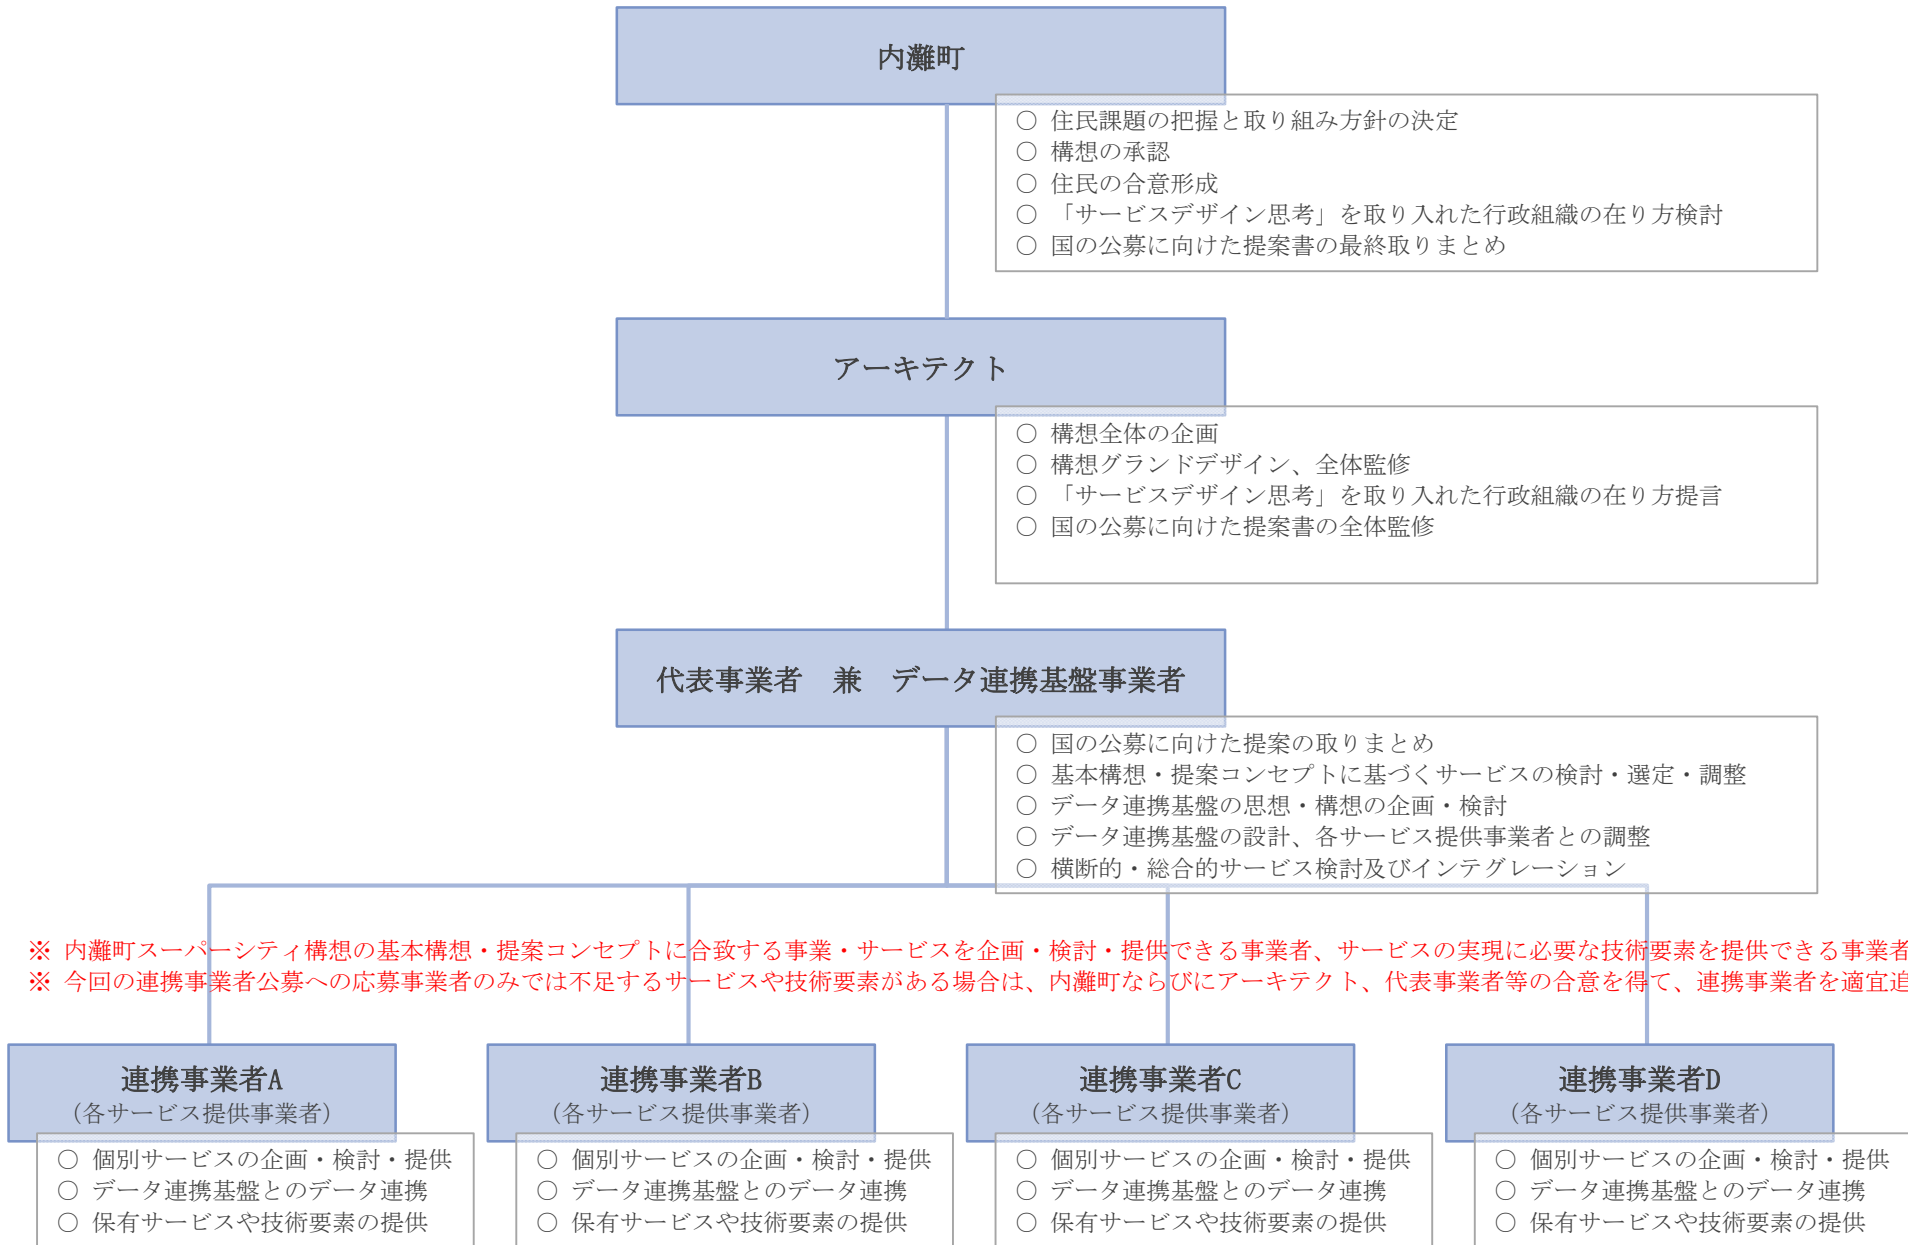 内灘町
○ 住民課題の把握と取り組み方針の決定
○ 構想の承認
○ 住民の合意形成
○ 「サービスデザイン思考」を取り入れた行政組織の在り方検討
○ 国の公募に向けた提案書の最終取りまとめ
アーキテクト
○ 構想全体の企画
○ 構想グランドデザイン、全体監修
○ 「サービスデザイン思考」を取り入れた行政組織の在り方提言
○ 国の公募に向けた提案書の全体監修
代表事業者　兼　データ連携基盤事業者
○ 国の公募に向けた提案の取りまとめ
○ 基本構想・提案コンセプトに基づくサービスの検討・選定・調整
○ データ連携基盤の思想・構想の企画・検討
○ データ連携基盤の設計、各サービス提供事業者との調整
○ 横断的・総合的サービス検討及びインテグレーション
※ 内灘町スーパーシティ構想の基本構想・提案コンセプトに合致する事業・サービスを企画・検討・提供できる事業者、サービスの実現に必要な技術要素を提供できる事業者
※ 今回の連携事業者公募への応募事業者のみでは不足するサービスや技術要素がある場合は、内灘町ならびにアーキテクト、代表事業者等の合意を得て、連携事業者を適宜追
連携事業者A
(各サービス提供事業者)
○ 個別サービスの企画・検討・提供
○ データ連携基盤とのデータ連携
○ 保有サービスや技術要素の提供
連携事業者B
(各サービス提供事業者)
○ 個別サービスの企画・検討・提供
○ データ連携基盤とのデータ連携
○ 保有サービスや技術要素の提供
連携事業者C
(各サービス提供事業者)
○ 個別サービスの企画・検討・提供
○ データ連携基盤とのデータ連携
○ 保有サービスや技術要素の提供
連携事業者D
(各サービス提供事業者)
○ 個別サービスの企画・検討・提供
○ データ連携基盤とのデータ連携
○ 保有サービスや技術要素の提供